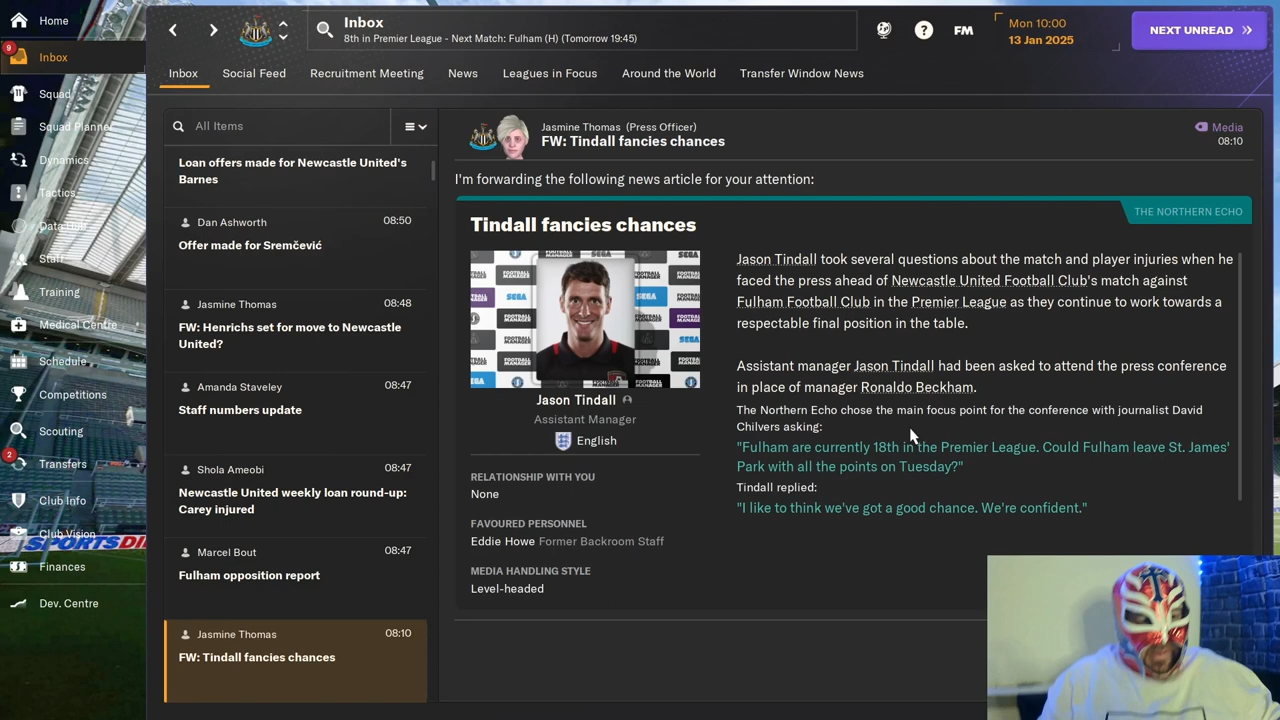 Home
9
Inbox
Squad
Squad Planner
Dynamics
Tactics
Data Hub
Staff
Training
Medical Centre
Schedule
Competitions
Scouting
2
Transfers
Club Info
Club Vision
Finances
Dev. Centre
SPORTSDI
Inbox
8th in Premier League - Next Match: Fulham (H) (Tomorrow 19:45)
?
FM
Mon 10:00
13 Jan 2025
NEXT UNREAD
Inbox
Social Feed
Recruitment Meeting
News
Leagues in Focus
Around the World
Transfer Window News
All Items
Loan offers made for Newcastle United's
Barnes
Dan Ashworth 08:50
Offer made for Sremčević
Jasmine Thomas 08:48
FW: Henrichs set for move to Newcastle
United?
Amanda Staveley 08:47
Staff numbers update
Shola Ameobi 08:47
Newcastle United weekly loan round-up:
Carey injured
Marcel Bout 08:47
Fulham opposition report
Jasmine Thomas 08:10
FW: Tindall fancies chances
Jasmine Thomas (Press Officer)
FW: Tindall fancies chances
Media
08:10
I'm forwarding the following news article for your attention:
THE NORTHERN ECHO
Tindall fancies chances
SEGA
FOOTBALL MANAGER
Jason Tindall
Assistant Manager
English
RELATIONSHIP WITH YOU
None
FAVOURED PERSONNEL
Eddie Howe Former Backroom Staff
MEDIA HANDLING STYLE
Level-headed
Jason Tindall took several questions about the match and player injuries when he
faced the press ahead of Newcastle United Football Club's match against
Fulham Football Club in the Premier League as they continue to work towards a
respectable final position in the table.
Assistant manager Jason Tindall had been asked to attend the press conference
in place of manager Ronaldo Beckham.
The Northern Echo chose the main focus point for the conference with journalist David
Chilvers asking:
"Fulham are currently 18th in the Premier League. Could Fulham leave St. James'
Park with all the points on Tuesday?"
Tindall replied:
"I like to think we've got a good chance. We're confident."